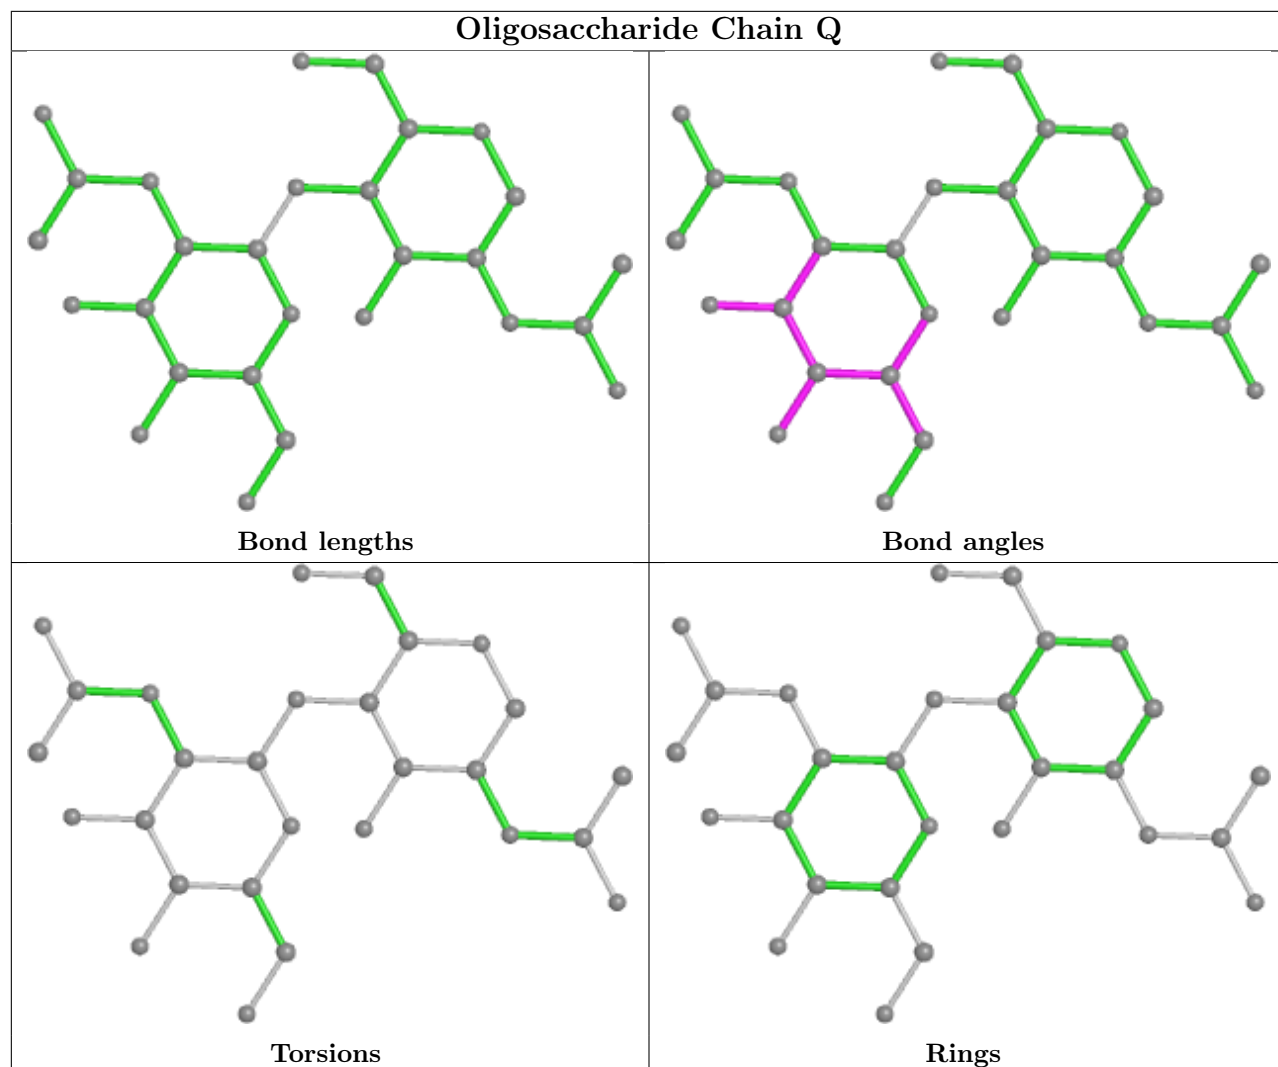 Oligosaccharide Chain Q
Bond lengths
Bond angles
Torsions
Rings